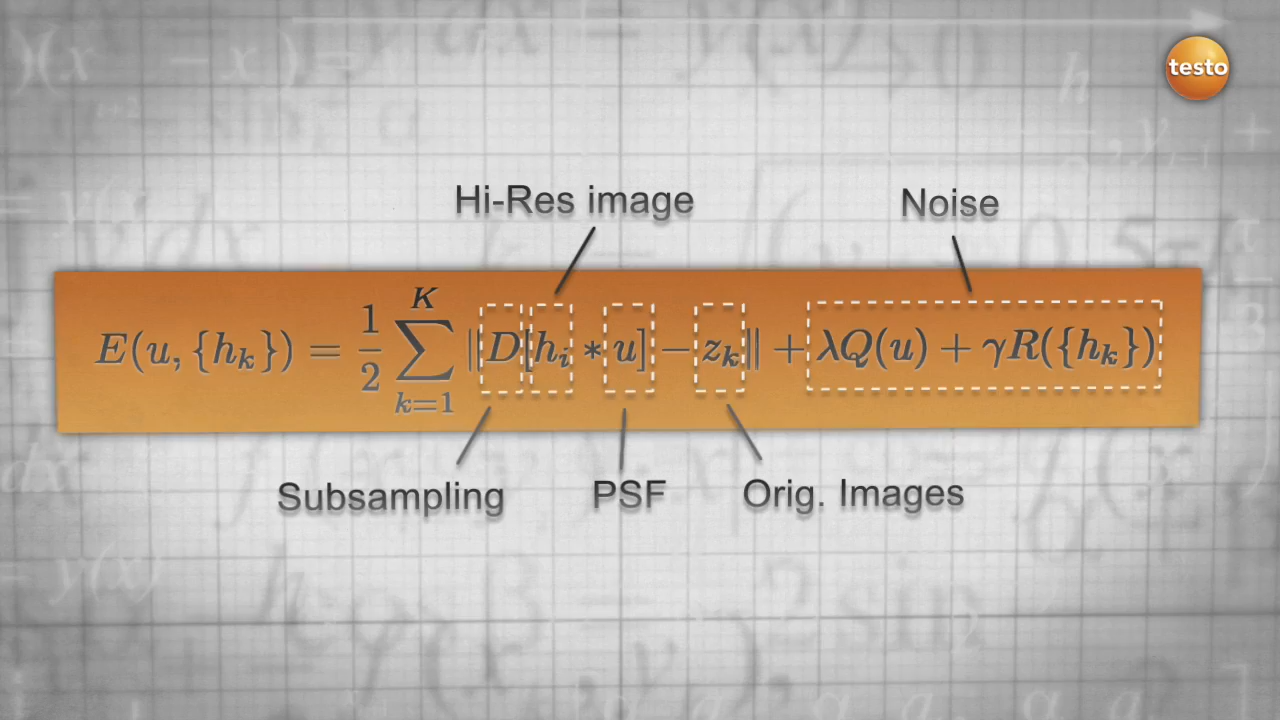 testo
Hi-Res image
Noise
E(u, {h_k}) = 1/2 ∑_{k=1}^{K} ||D[h_i * u] − z_k|| + λQ(u) + γR({h_k})
Subsampling
PSF
Orig. Images